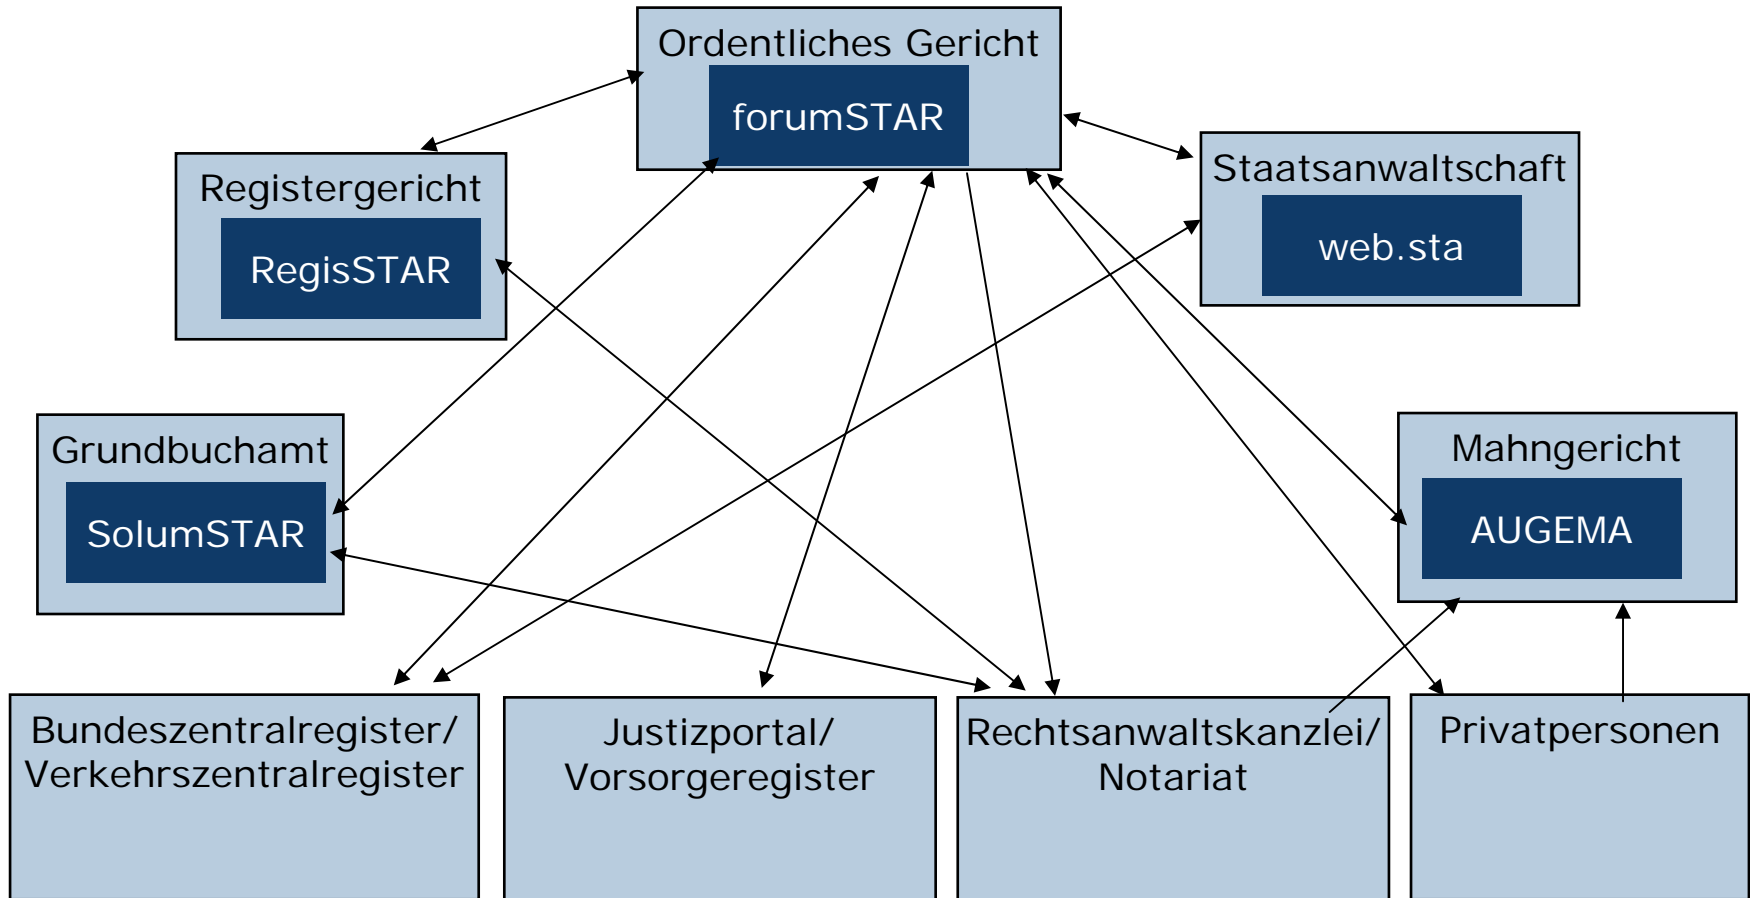 Ordentliches Gericht
forumSTAR
Registergericht
RegisSTAR
Staatsanwaltschaft
web.sta
Grundbuchamt
SolumSTAR
Mahngericht
AUGEMA
Bundeszentralregister/
Verkehrszentralregister
Justizportal/
Vorsorgeregister
Rechtsanwaltskanzlei/
Notariat
Privatpersonen